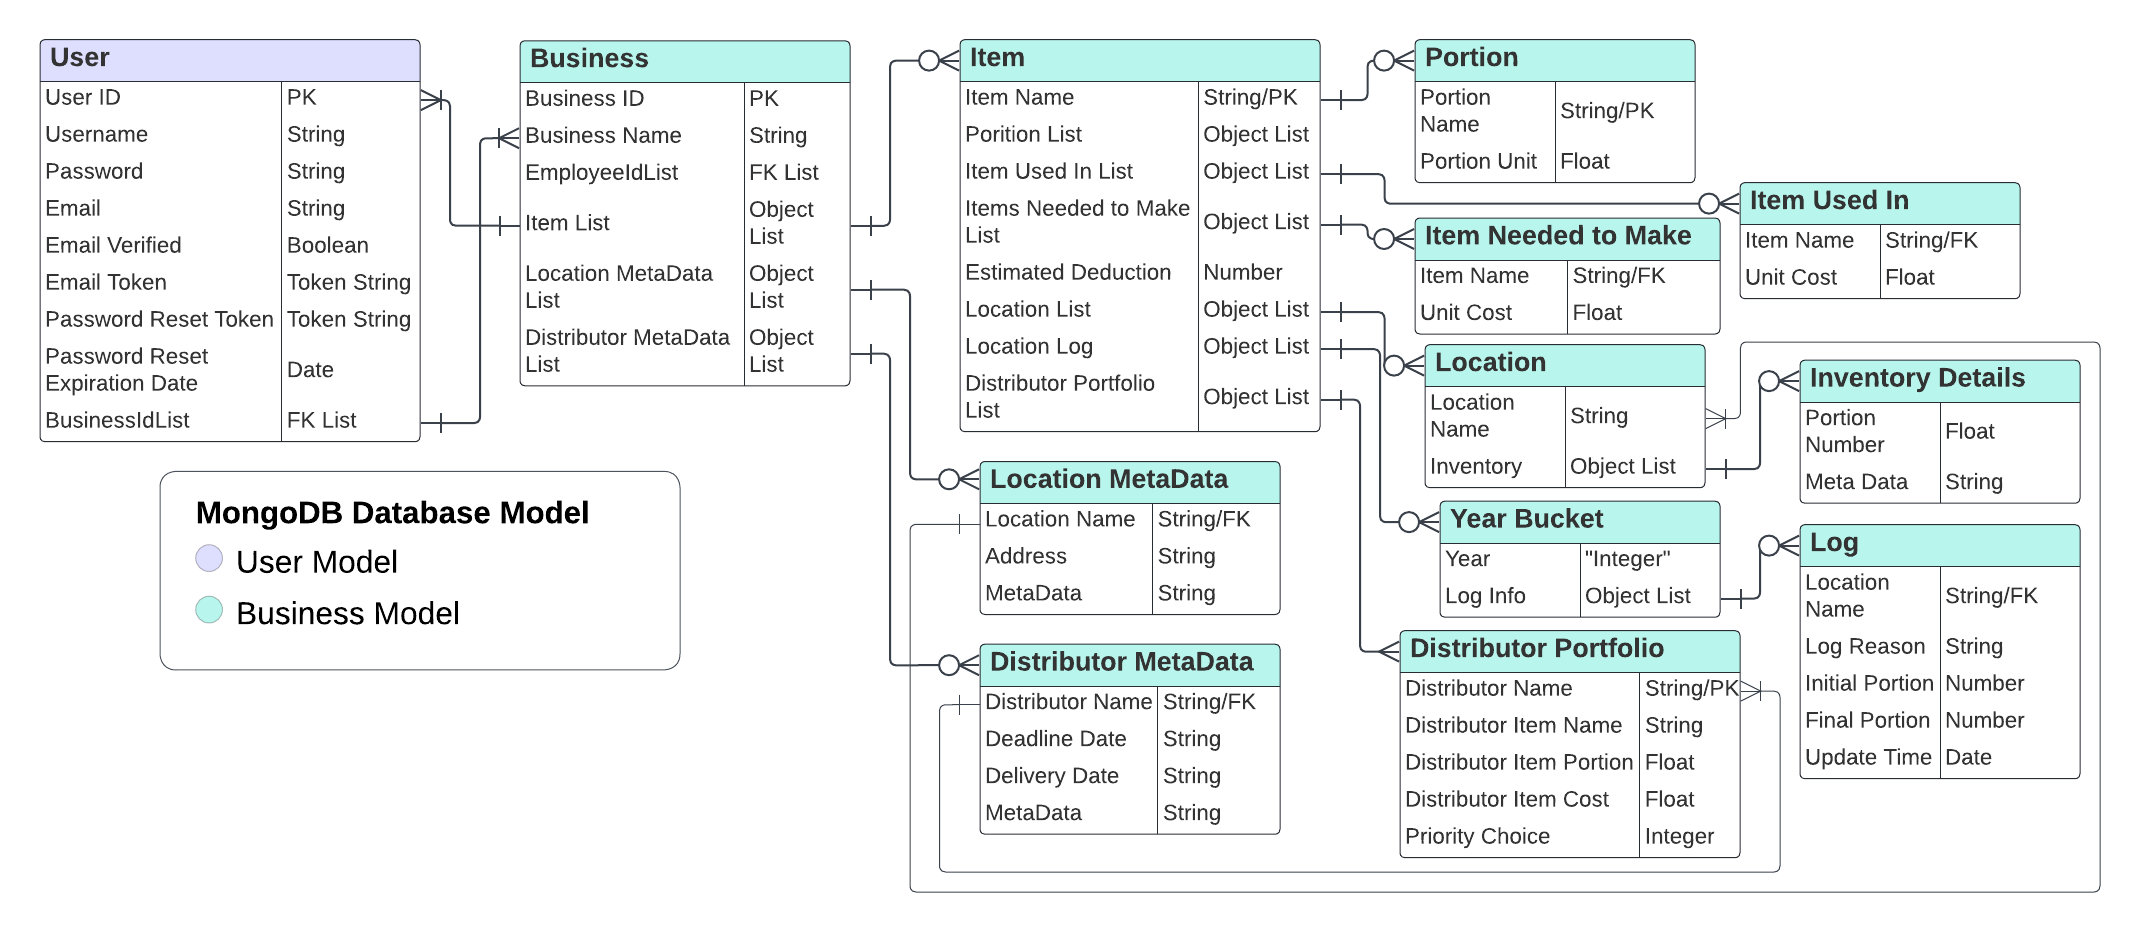 User
User ID PK
Username String
Password String
Email String
Email Verified Boolean
Email Token Token String
Password Reset Token Token String
Password Reset
Expiration Date Date
BusinessIdList FK List
MongoDB Database Model
User Model
Business Model
Business
Business ID PK
Business Name String
EmployeeIdList FK List
Item List Object
List
Location MetaData
List Object
List
Distributor MetaData
List Object
List
Item
Item Name String/PK
Porition List Object List
Item Used In List Object List
Items Needed to Make
List Object List
Estimated Deduction Number
Location List Object List
Location Log Object List
Distributor Portfolio
List Object List
Location MetaData
Location Name String/FK
Address String
MetaData String
Distributor MetaData
Distributor Name String/FK
Deadline Date String
Delivery Date String
MetaData String
Portion
Portion
Name String/PK
Portion Unit Float
Item Used In
Item Name String/FK
Unit Cost Float
Item Needed to Make
Item Name String/FK
Unit Cost Float
Location
Location
Name String
Inventory Object List
Inventory Details
Portion
Number Float
Meta Data String
Year Bucket
Year "Integer"
Log Info Object List
Log
Location
Name String/FK
Log Reason String
Initial Portion Number
Final Portion Number
Update Time Date
Distributor Portfolio
Distributor Name String/PK
Distributor Item Name String
Distributor Item Portion Float
Distributor Item Cost Float
Priority Choice Integer